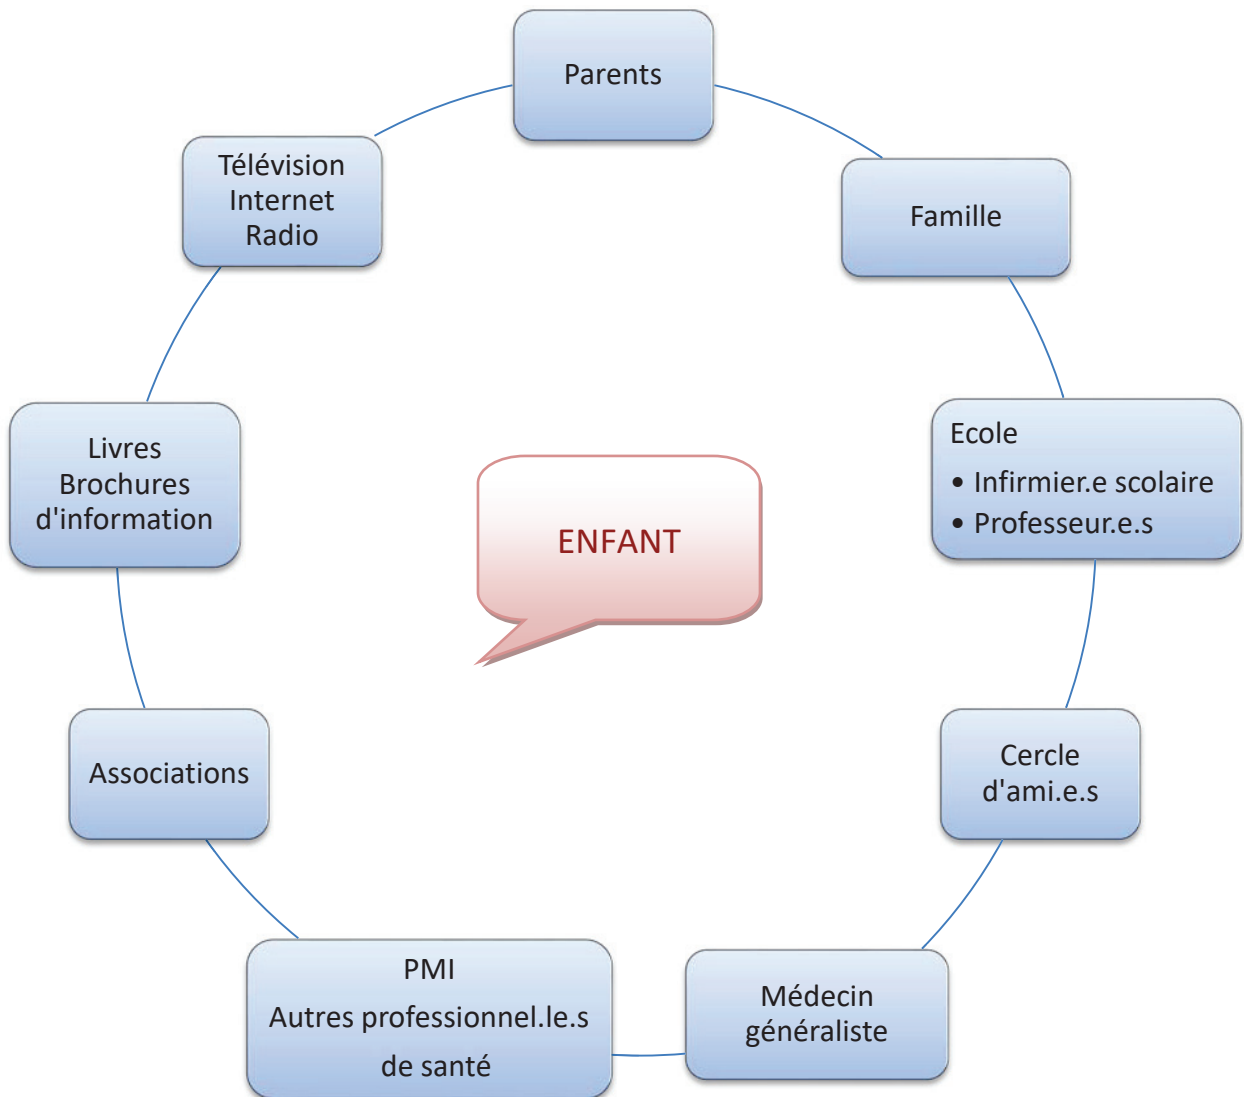 Parents
Famille
Ecole
• Infirmier.e scolaire
• Professeur.e.s
Cercle
d'ami.e.s
Médecin
généraliste
PMI
Autres professionnel.le.s
de santé
Associations
Livres
Brochures
d'information
Télévision
Internet
Radio
ENFANT